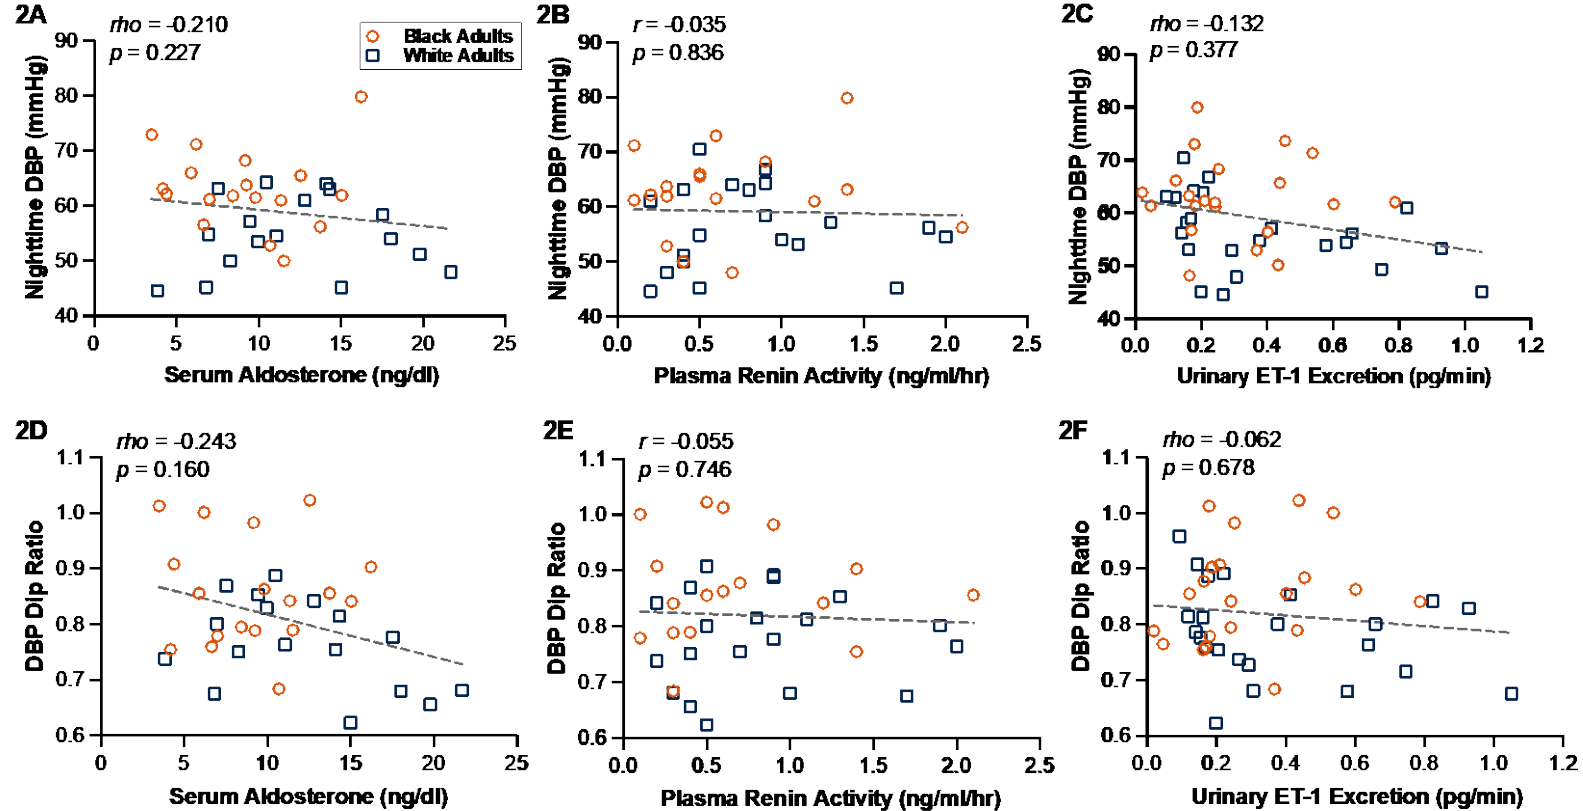 2A
rho = -0.210
p = 0.227
Black Adults
White Adults
Nighttime DBP (mmHg)
90
80
70
60
50
40
0 5 10 15 20 25
Serum Aldosterone (ng/dl)
2B
r = -0.035
p = 0.836
Nighttime DBP (mmHg)
90
80
70
60
50
40
0.0 0.5 1.0 1.5 2.0 2.5
Plasma Renin Activity (ng/ml/hr)
2C
rho = -0.132
p = 0.377
Nighttime DBP (mmHg)
90
80
70
60
50
40
0.0 0.2 0.4 0.6 0.8 1.0 1.2
Urinary ET-1 Excretion (pg/min)
2D
rho = -0.243
p = 0.160
DBP Dip Ratio
1.1
1.0
0.9
0.8
0.7
0.6
0 5 10 15 20 25
Serum Aldosterone (ng/dl)
2E
r = -0.055
p = 0.746
DBP Dip Ratio
1.1
1.0
0.9
0.8
0.7
0.6
0.0 0.5 1.0 1.5 2.0 2.5
Plasma Renin Activity (ng/ml/hr)
2F
rho = -0.062
p = 0.678
DBP Dip Ratio
1.1
1.0
0.9
0.8
0.7
0.6
0.0 0.2 0.4 0.6 0.8 1.0 1.2
Urinary ET-1 Excretion (pg/min)